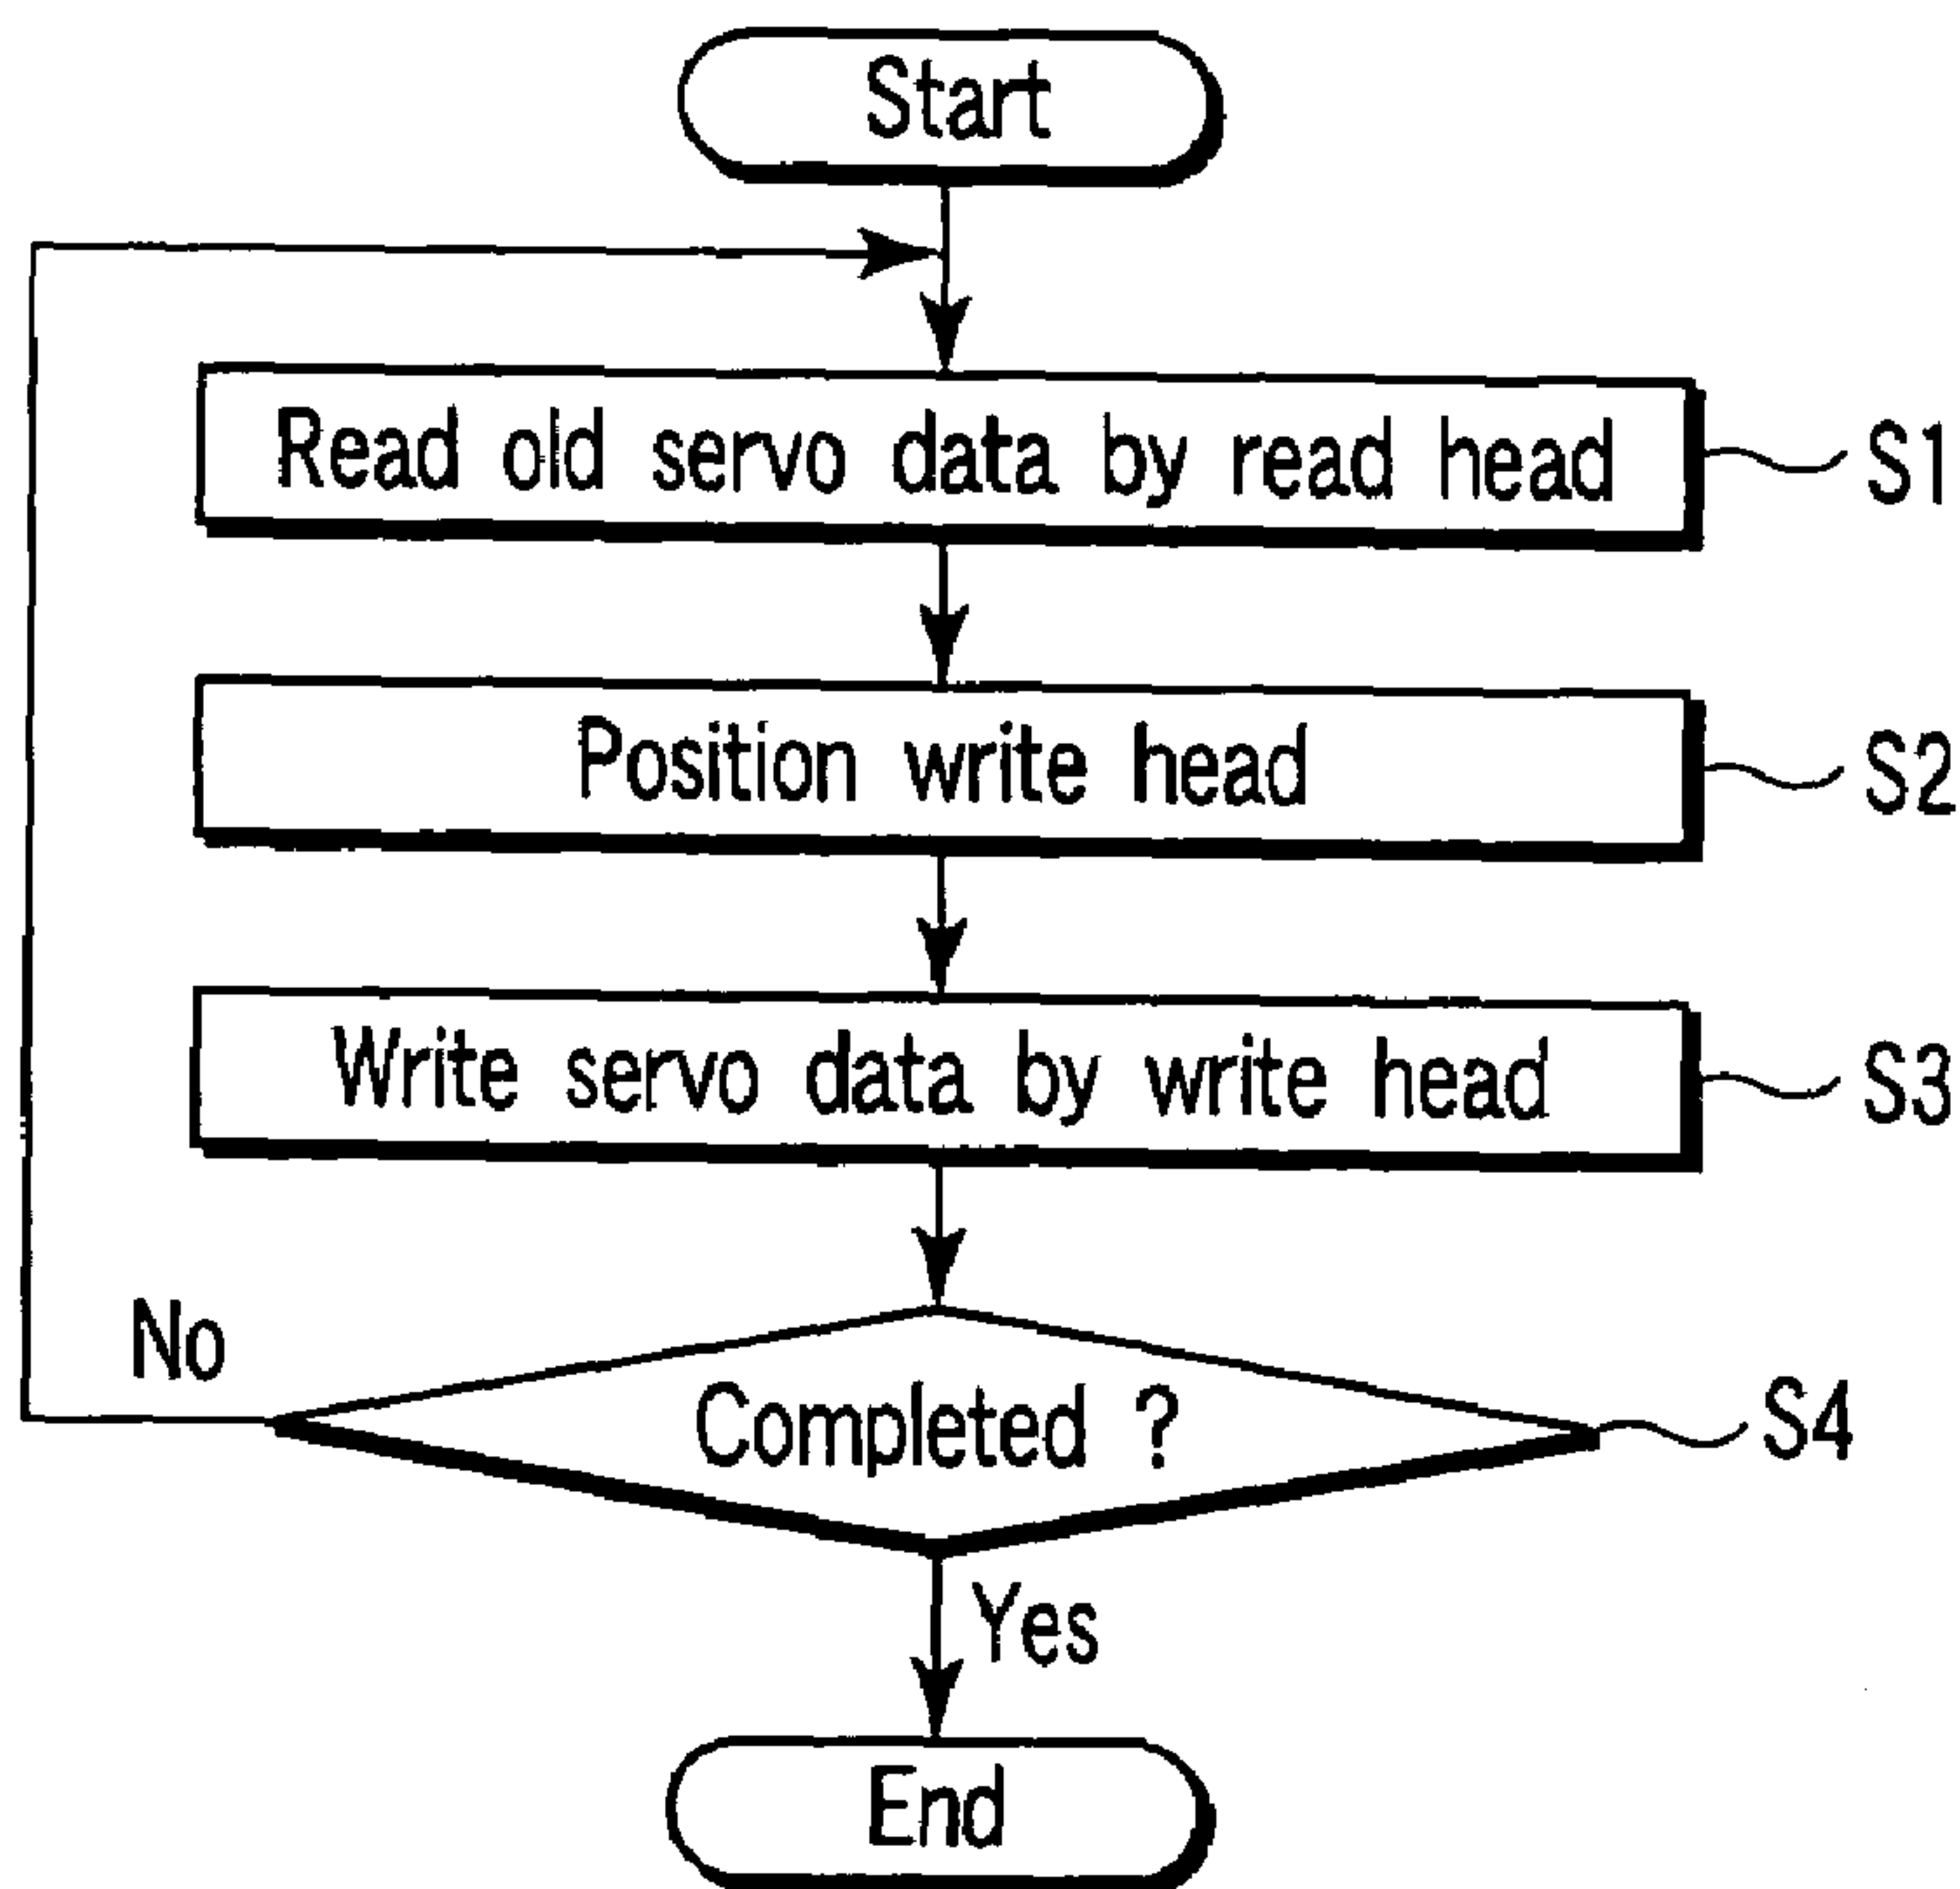 Start
Read old servo data by read head
S1
Position write head
S2
Write servo data by write head
S3
No
Completed ?
S4
Yes
End